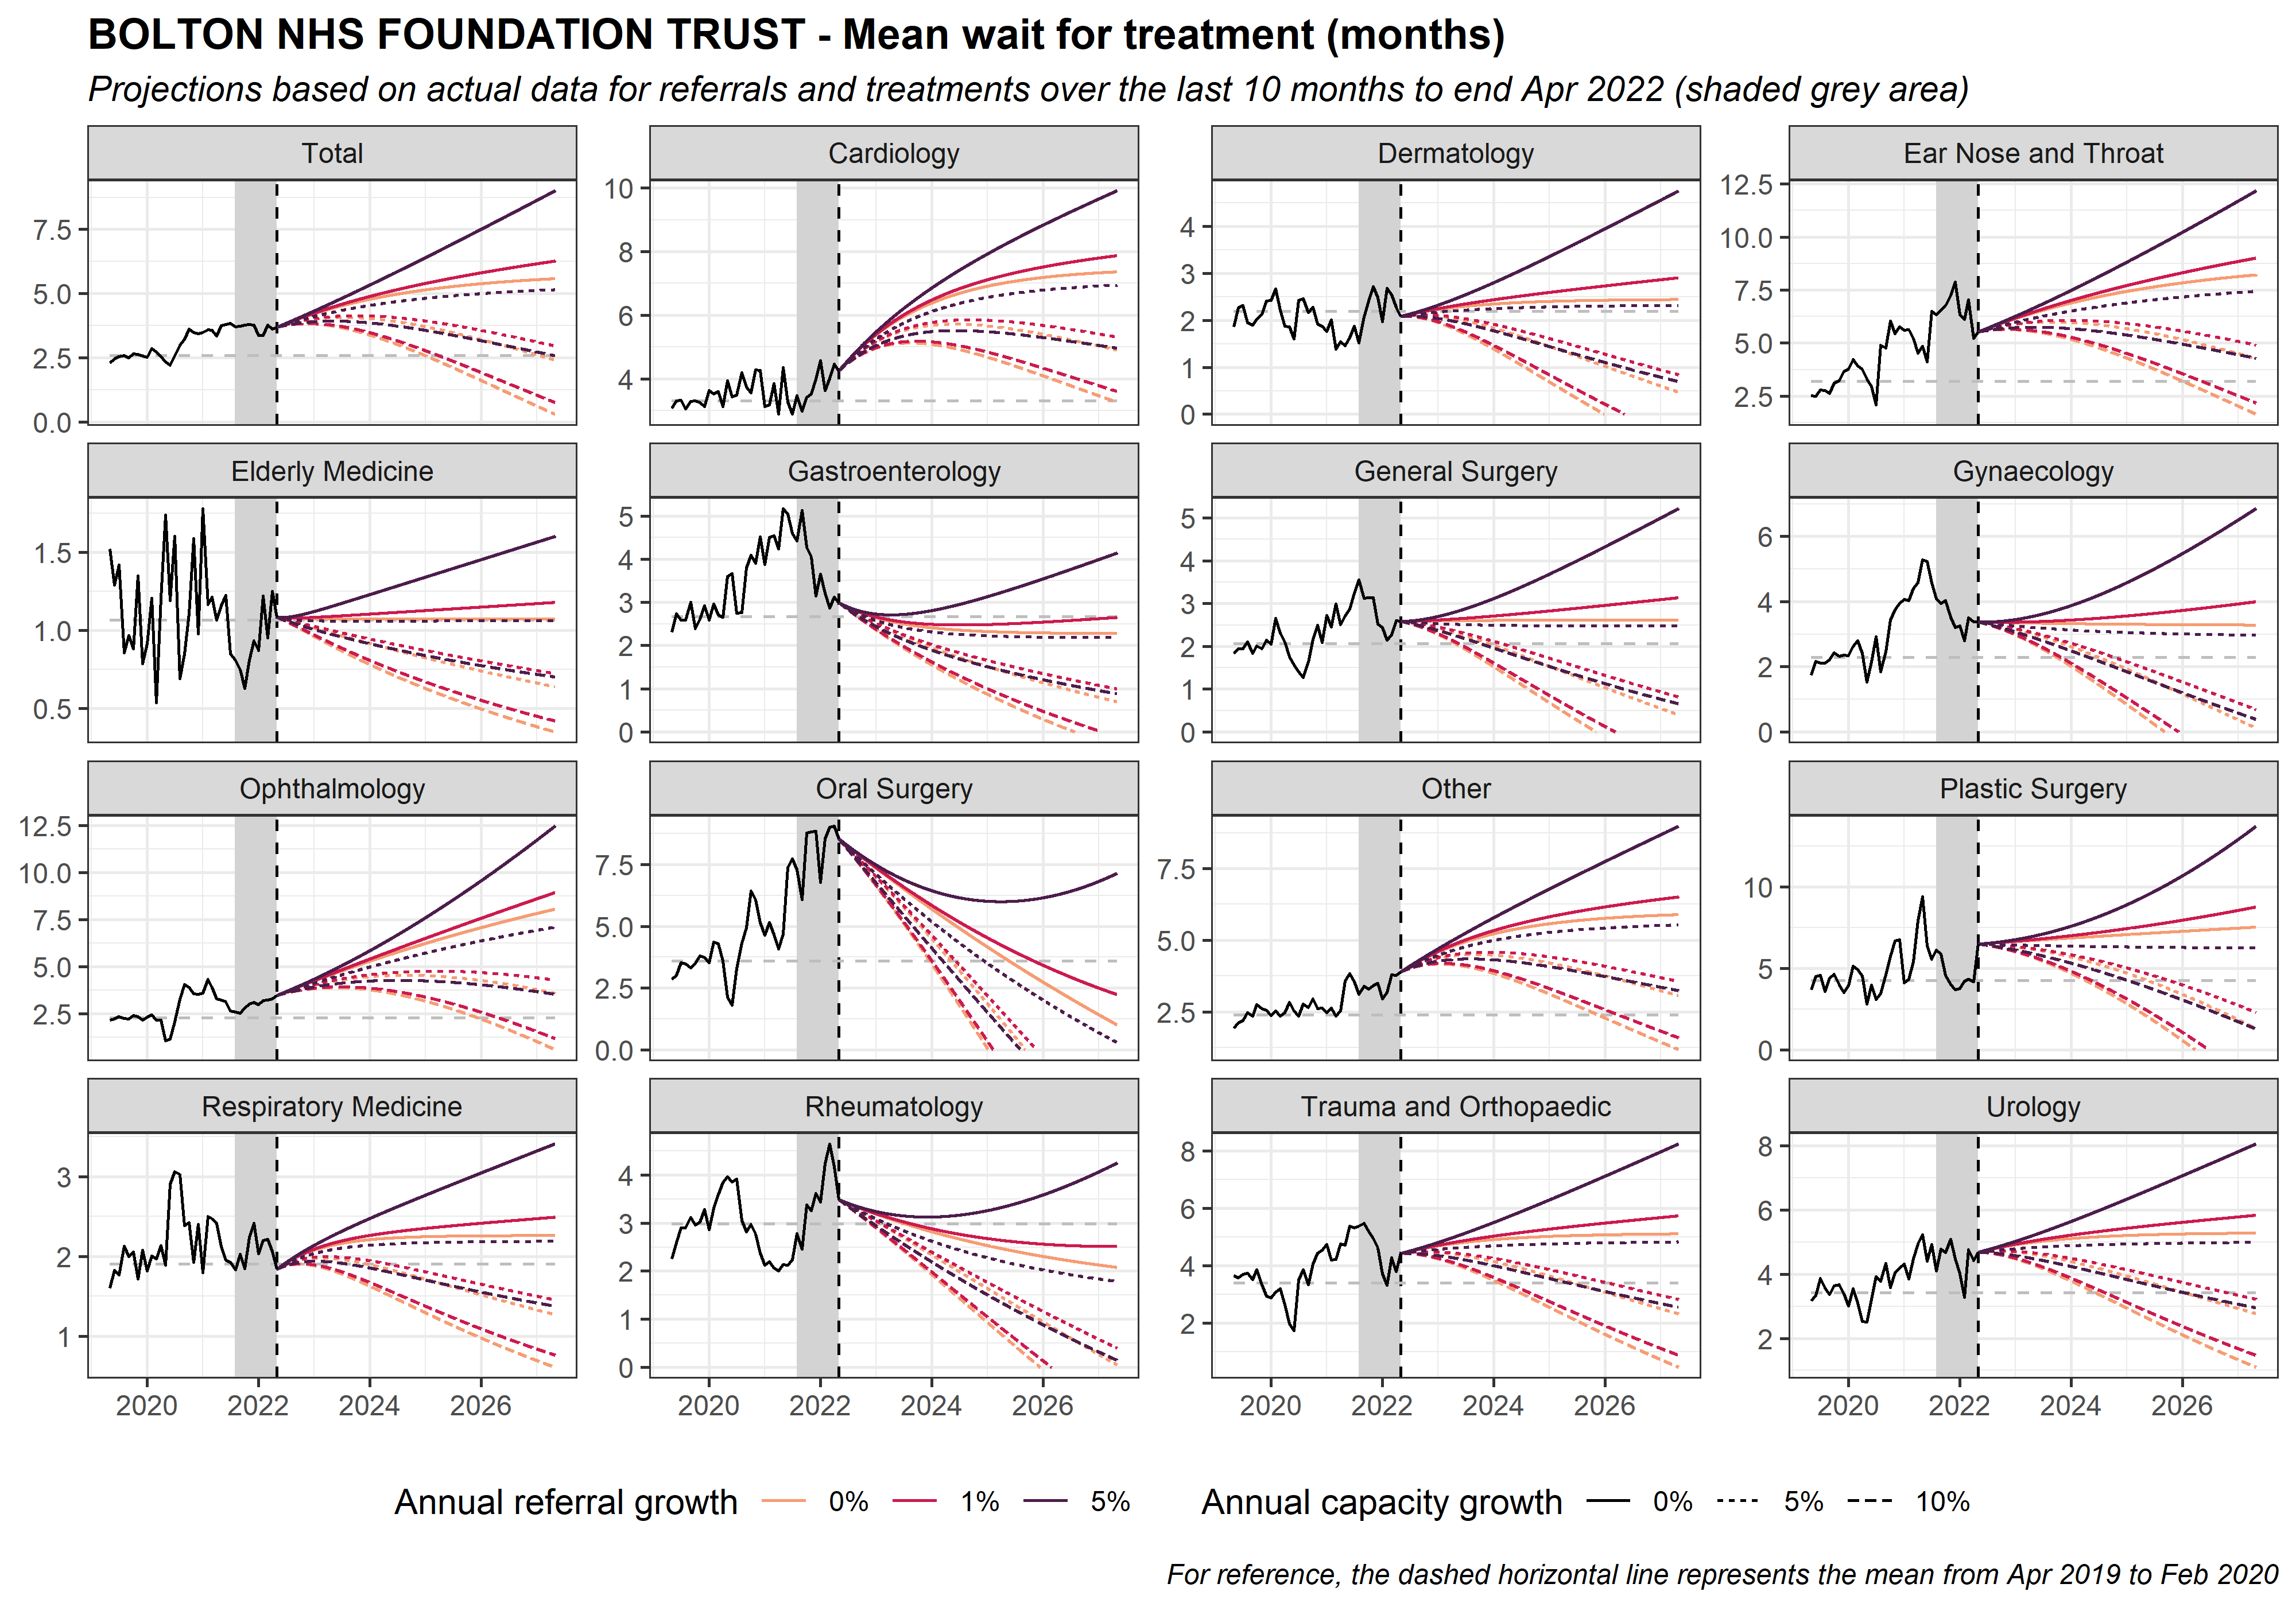 BOLTON NHS FOUNDATION TRUST - Mean wait for treatment (months)
Projections based on actual data for referrals and treatments over the last 10 months to end Apr 2022 (shaded grey area)
Total
Cardiology
Dermatology
Ear Nose and Throat
7.5
5.0
2.5
0.0
10
8
6
4
4
3
2
1
0
12.5
10.0
7.5
5.0
2.5
Elderly Medicine
Gastroenterology
General Surgery
Gynaecology
1.5
1.0
0.5
5
4
3
2
1
0
5
4
3
2
1
0
6
4
2
0
Ophthalmology
Oral Surgery
Other
Plastic Surgery
12.5
10.0
7.5
5.0
2.5
7.5
5.0
2.5
0.0
7.5
5.0
2.5
10
5
0
Respiratory Medicine
Rheumatology
Trauma and Orthopaedic
Urology
3
2
1
4
3
2
1
0
8
6
4
2
8
6
4
2
2020 2022 2024 2026
2020 2022 2024 2026
2020 2022 2024 2026
2020 2022 2024 2026
Annual referral growth 0% 1% 5%
Annual capacity growth 0% 5% 10%
For reference, the dashed horizontal line represents the mean from Apr 2019 to Feb 2020